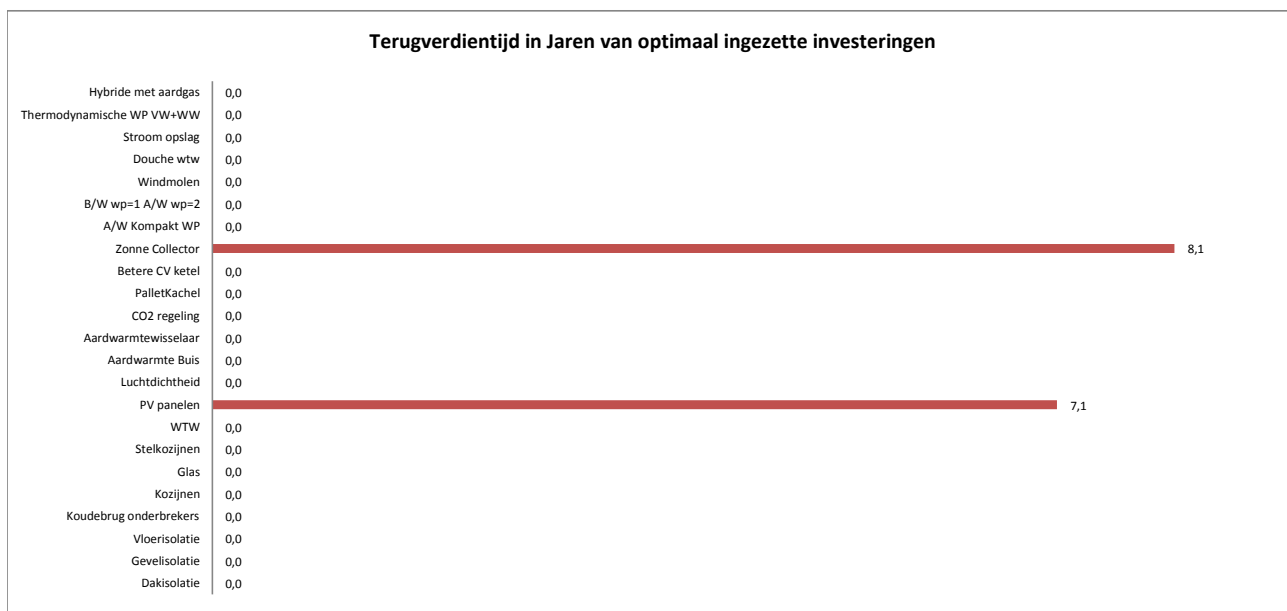 Terugverdientijd in Jaren van optimaal ingezette investeringen
Hybride met aardgas 0,0
Thermodynamische WP VW+WW 0,0
Stroom opslag 0,0
Douche wtw 0,0
Windmolen 0,0
B/W wp=1 A/W wp=2 0,0
A/W Kompakt WP 0,0
Zonne Collector 8,1
Betere CV ketel 0,0
PalletKachel 0,0
CO2 regeling 0,0
Aardwarmtewisselaar 0,0
Aardwarmte Buis 0,0
Luchtdichtheid 0,0
PV panelen 7,1
WTW 0,0
Stelkozijnen 0,0
Glas 0,0
Kozijnen 0,0
Koudebrug onderbrekers 0,0
Vloerisolatie 0,0
Gevelisolatie 0,0
Dakisolatie 0,0